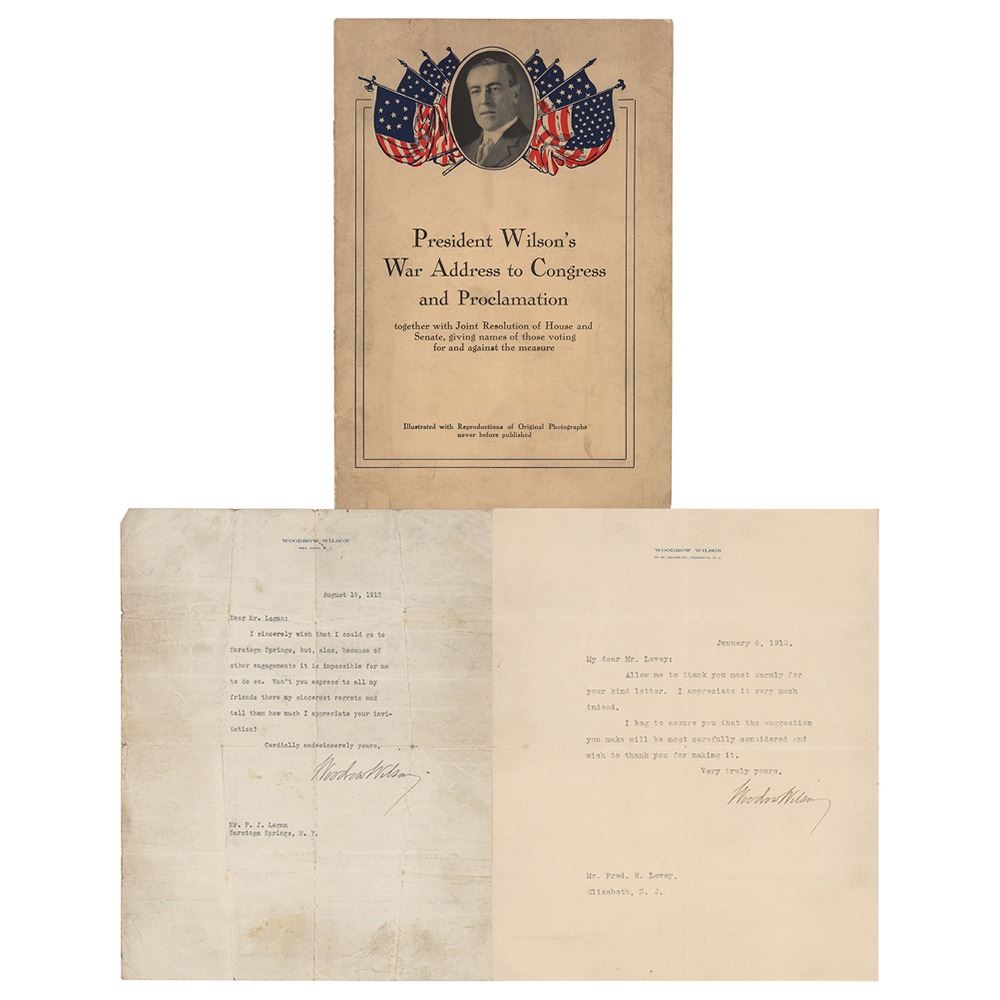 President Wilson's
War Address to Congress
and Proclamation
together with Joint Resolution of House and
Senate, giving names of those voting
for and against the measure
Illustrated with Reproductions of Original Photographs
never before published
WOODROW WILSON
August 19, 1912
Dear Mr. Logan:
I sincerely wish that I could go to
Saratoga Springs, but, alas, because of
other engagements it is impossible for me
to do so. Won't you express to all my
friends there my sincerest regrets and
tell them how much I appreciate your invi-
tation?
Cordially and sincerely yours,
Woodrow Wilson
Mr. P. J. Logan
Saratoga Springs, N. Y.
WOODROW WILSON
January 6, 1913.
My dear Mr. Levey:
Allow me to thank you most warmly for
your kind letter. I appreciate it very much
indeed.
I beg to assure you that the suggestion
you make will be most carefully considered and
wish to thank you for making it.
Very truly yours,
Woodrow Wilson
Mr. Fred. H. Levey,
Elizabeth, N. J.